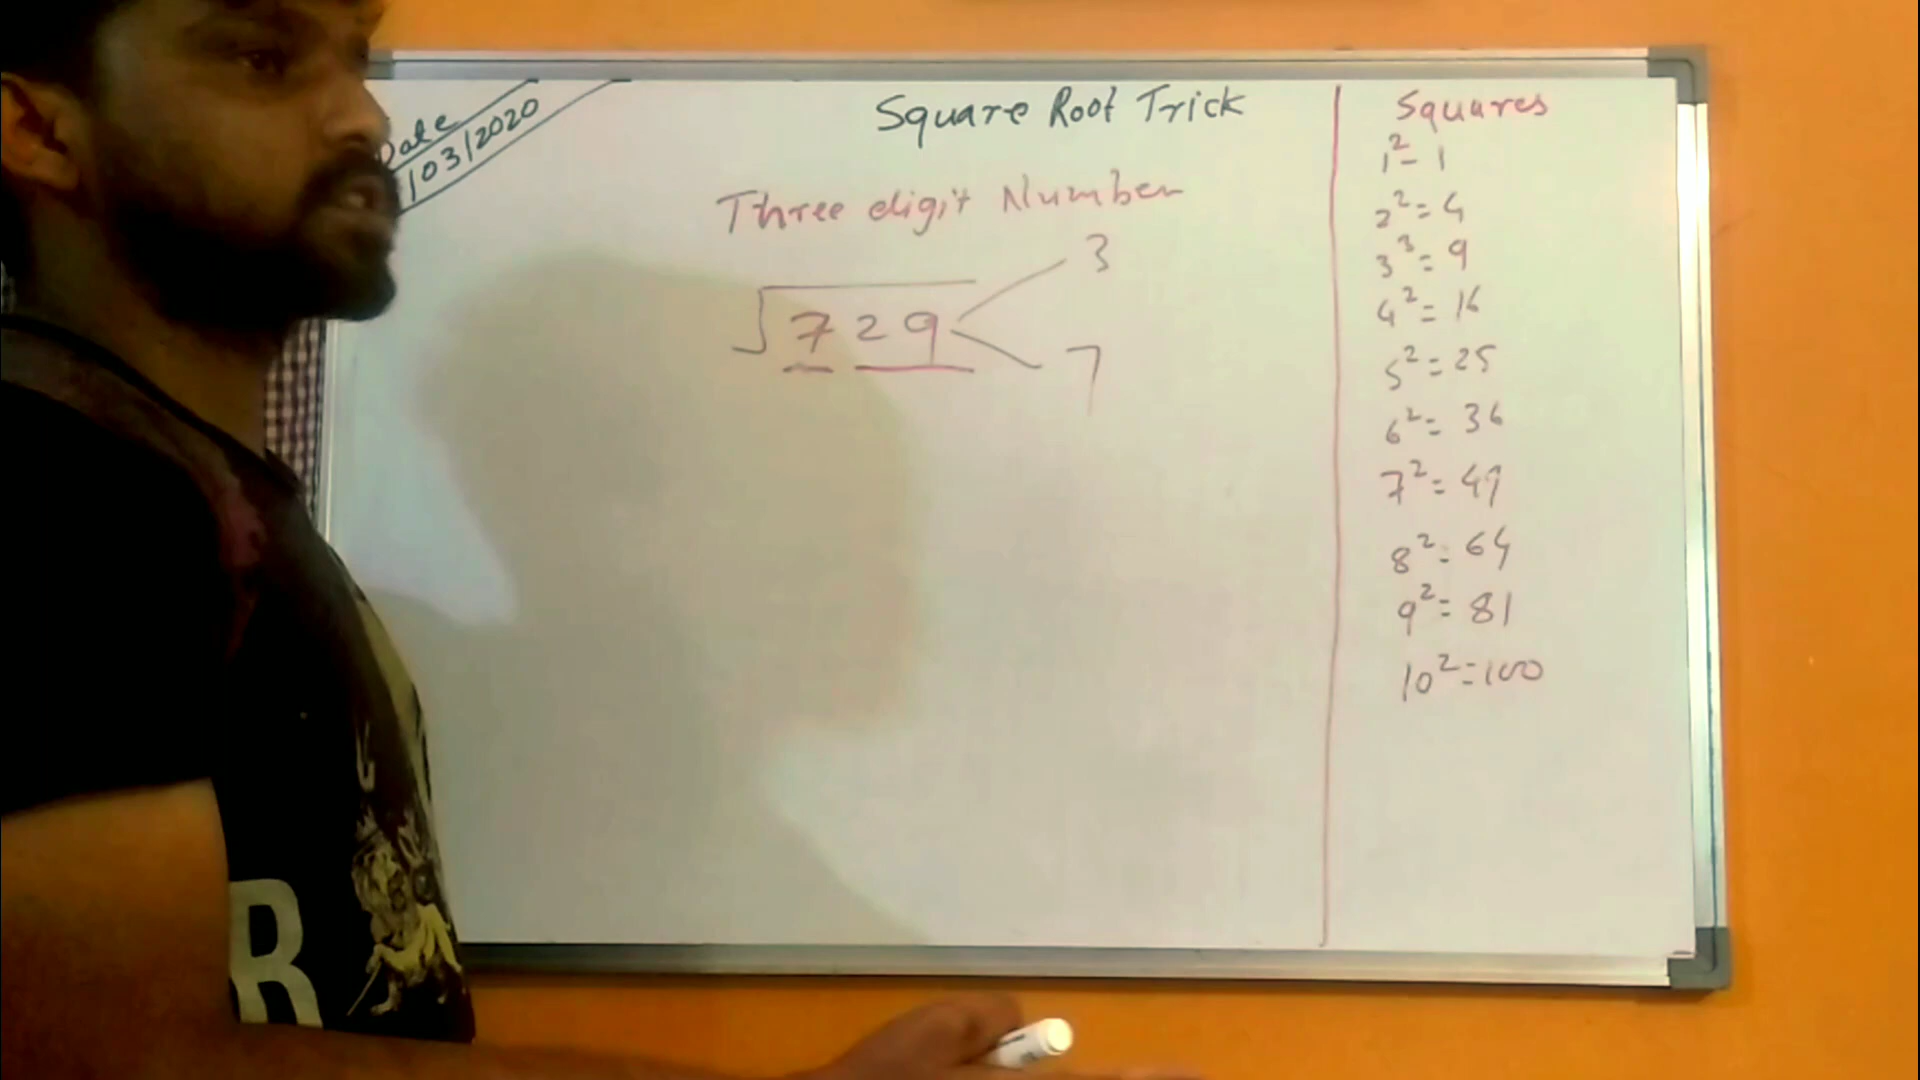 Date
/03/2020
Square Root Trick
Three digit Number
√729
3
7
Squares
1² - 1
2² = 4
3³ = 9
4² = 16
5² = 25
6² = 36
7² = 49
8² = 64
9² = 81
10² = 100
R